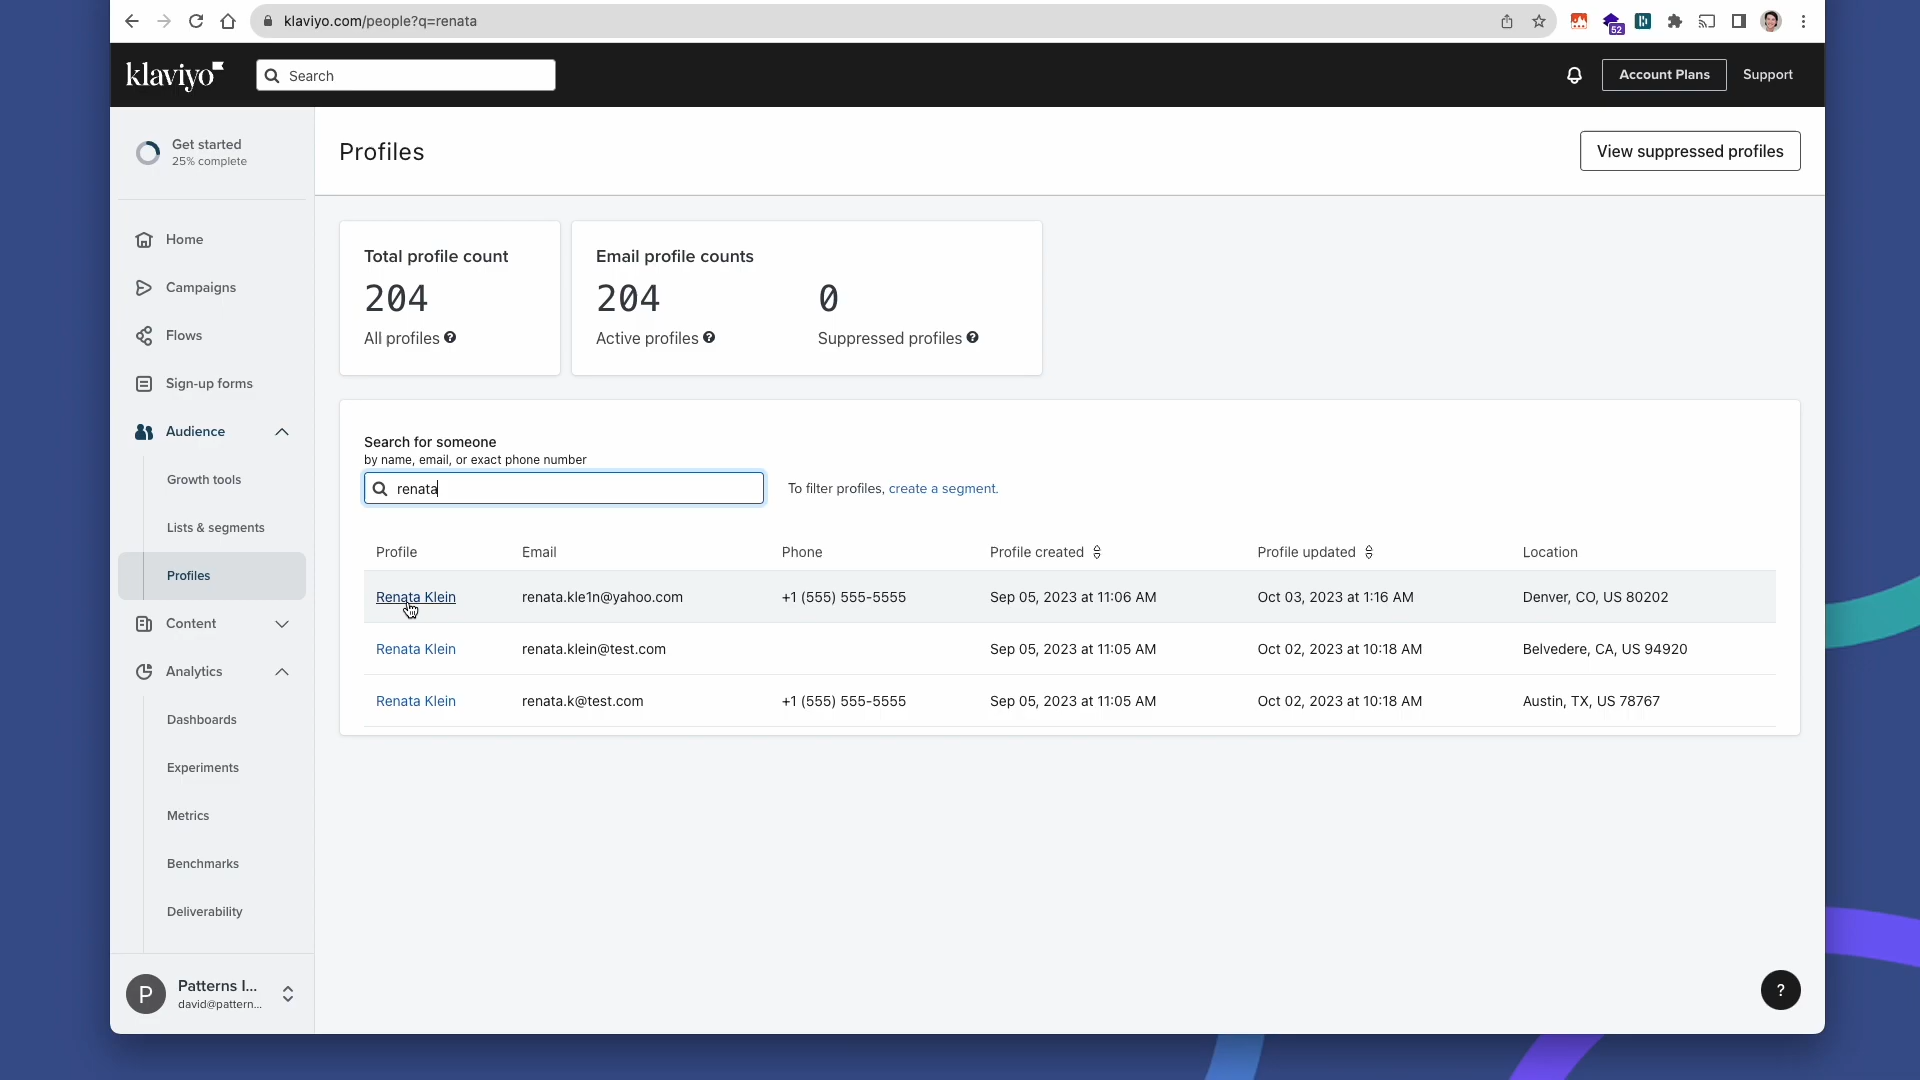 klaviyo.com/people?q=renata
52
klaviyo
Search
Account Plans
Support
Get started
25% complete
Home
Campaigns
Flows
Sign-up forms
Audience
Growth tools
Lists & segments
Profiles
Content
Analytics
Dashboards
Experiments
Metrics
Benchmarks
Deliverability
P
Patterns I...
david@pattern...
Profiles
View suppressed profiles
Total profile count
204
All profiles ?
Email profile counts
204 0
Active profiles ? Suppressed profiles ?
Search for someone
by name, email, or exact phone number
renata
To filter profiles, create a segment.
Profile Email Phone Profile created Profile updated Location
Renata Klein renata.kle1n@yahoo.com +1 (555) 555-5555 Sep 05, 2023 at 11:06 AM Oct 03, 2023 at 1:16 AM Denver, CO, US 80202
Renata Klein renata.klein@test.com Sep 05, 2023 at 11:05 AM Oct 02, 2023 at 10:18 AM Belvedere, CA, US 94920
Renata Klein renata.k@test.com +1 (555) 555-5555 Sep 05, 2023 at 11:05 AM Oct 02, 2023 at 10:18 AM Austin, TX, US 78767
?